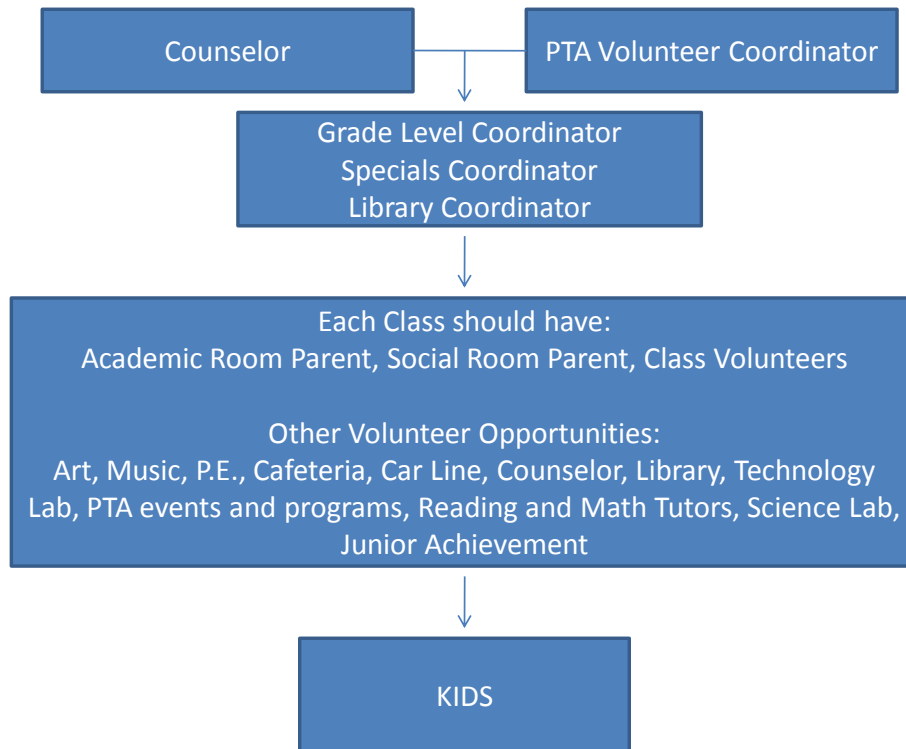 Counselor
PTA Volunteer Coordinator
Grade Level Coordinator
Specials Coordinator
Library Coordinator
Each Class should have:
Academic Room Parent, Social Room Parent, Class Volunteers
Other Volunteer Opportunities:
Art, Music, P.E., Cafeteria, Car Line, Counselor, Library, Technology
Lab, PTA events and programs, Reading and Math Tutors, Science Lab,
Junior Achievement
KIDS